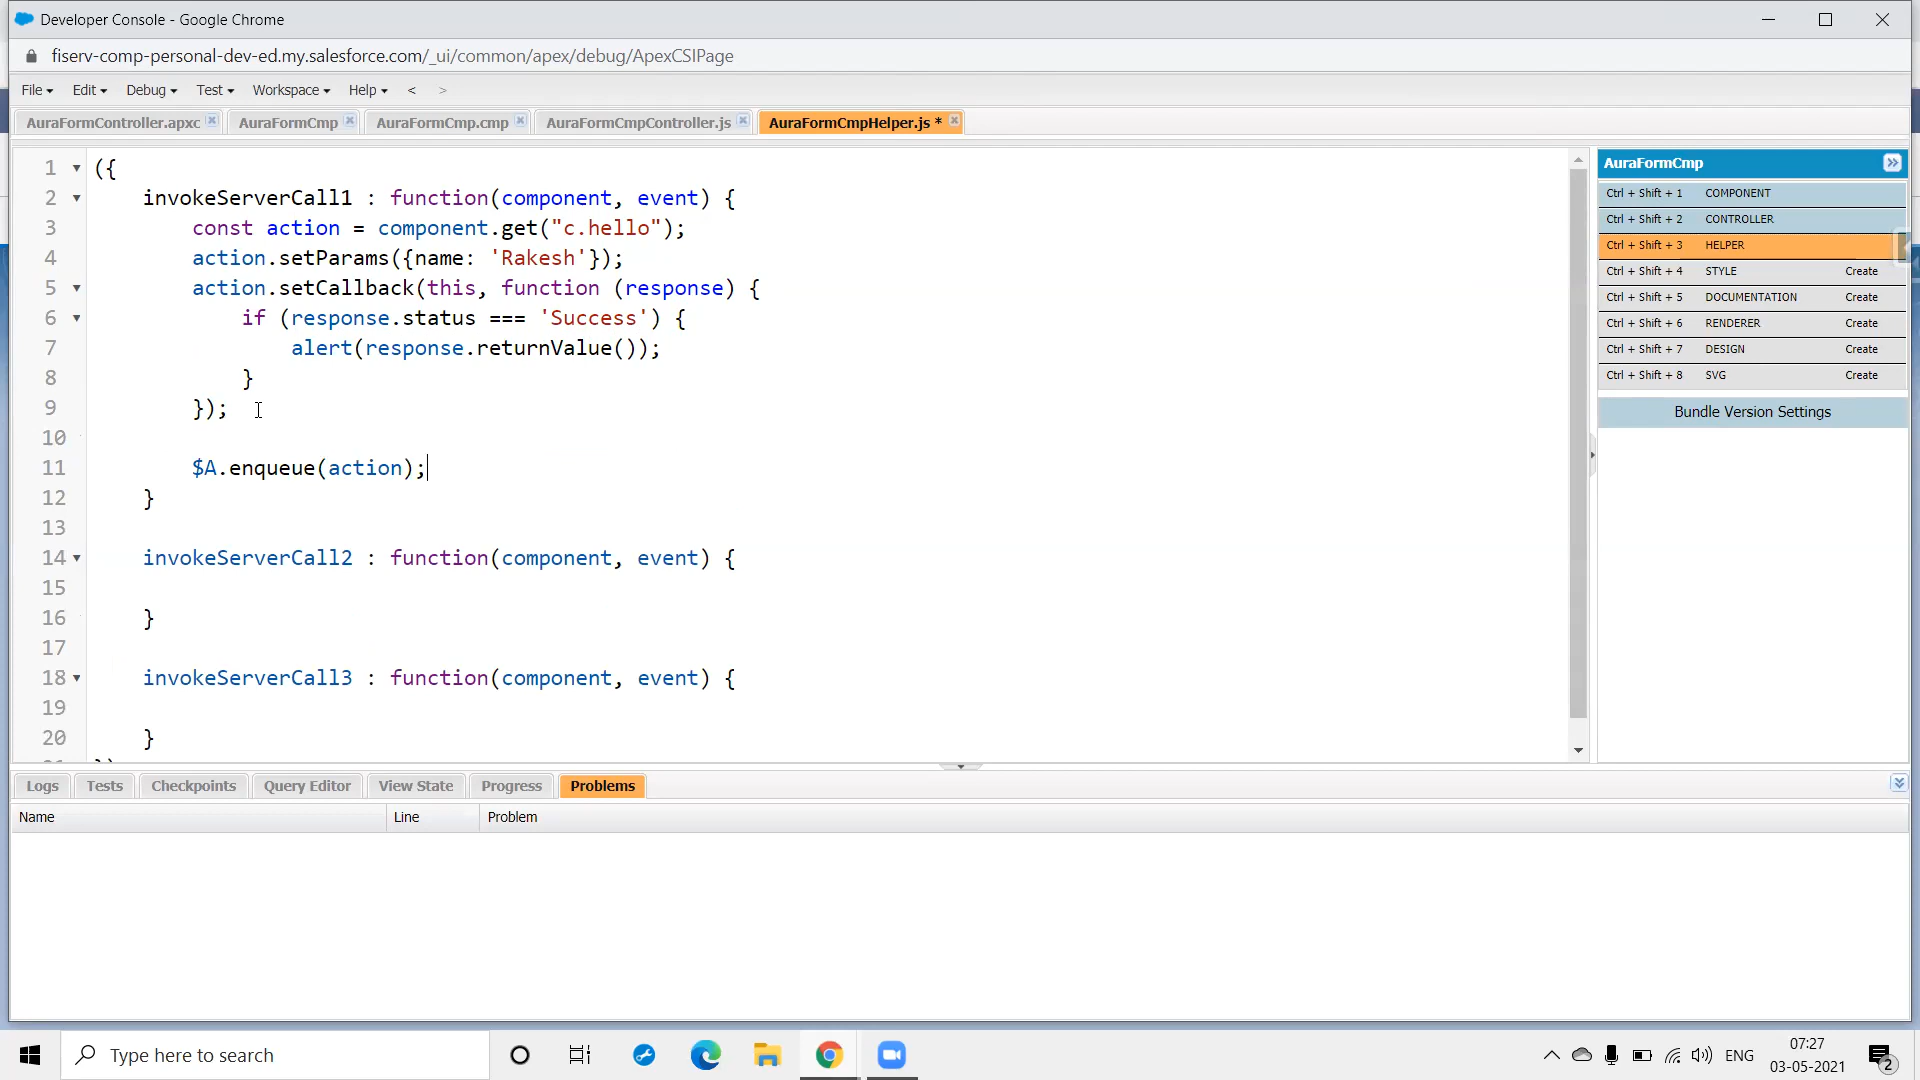 Developer Console - Google Chrome
fiserv-comp-personal-dev-ed.my.salesforce.com/_ui/common/apex/debug/ApexCSIPage
File Edit Debug Test Workspace Help < >
AuraFormController.apxc AuraFormCmp AuraFormCmp.cmp AuraFormCmpController.js AuraFormCmpHelper.js *
1 ({
2 invokeServerCall1 : function(component, event) {
3 const action = component.get("c.hello");
4 action.setParams({name: 'Rakesh'});
5 action.setCallback(this, function (response) {
6 if (response.status === 'Success') {
7 alert(response.returnValue());
8 }
9 });
10
11 $A.enqueue(action);
12 }
13
14 invokeServerCall2 : function(component, event) {
15
16 }
17
18 invokeServerCall3 : function(component, event) {
19
20 }
AuraFormCmp
Ctrl + Shift + 1 COMPONENT
Ctrl + Shift + 2 CONTROLLER
Ctrl + Shift + 3 HELPER
Ctrl + Shift + 4 STYLE Create
Ctrl + Shift + 5 DOCUMENTATION Create
Ctrl + Shift + 6 RENDERER Create
Ctrl + Shift + 7 DESIGN Create
Ctrl + Shift + 8 SVG Create
Bundle Version Settings
Logs Tests Checkpoints Query Editor View State Progress Problems
Name Line Problem
Type here to search
ENG
07:27
03-05-2021
2